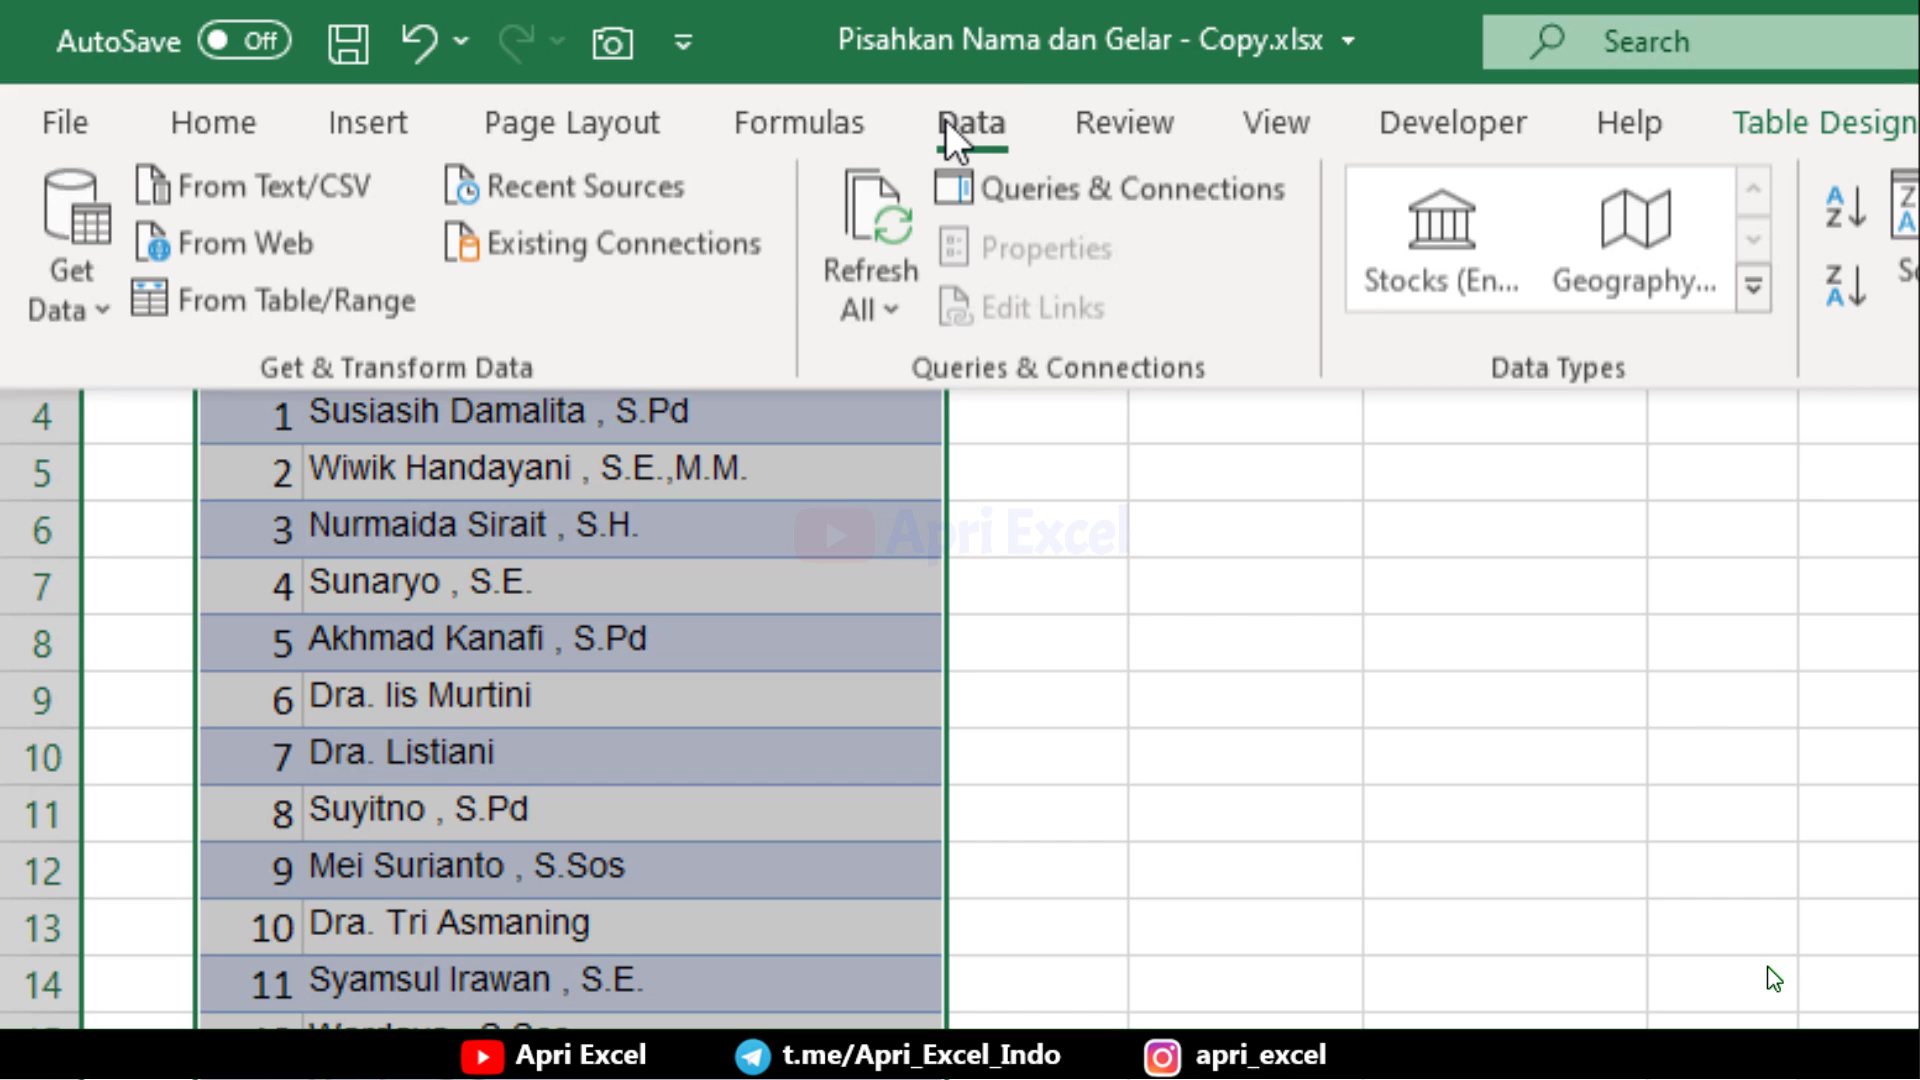 AutoSave Off Pisahkan Nama dan Gelar - Copy.xlsx Search
File Home Insert Page Layout Formulas Data Review View Developer Help Table Design
Get Data
From Text/CSV
From Web
From Table/Range
Recent Sources
Existing Connections
Get & Transform Data
Refresh All
Queries & Connections
Properties
Edit Links
Queries & Connections
Stocks (En... Geography...
Data Types
4 1 Susiasih Damalita , S.Pd
5 2 Wiwik Handayani , S.E.,M.M.
6 3 Nurmaida Sirait , S.H.
Apri Excel
7 4 Sunaryo , S.E.
8 5 Akhmad Kanafi , S.Pd
9 6 Dra. Iis Murtini
10 7 Dra. Listiani
11 8 Suyitno , S.Pd
12 9 Mei Surianto , S.Sos
13 10 Dra. Tri Asmaning
14 11 Syamsul Irawan , S.E.
Apri Excel t.me/Apri_Excel_Indo apri_excel